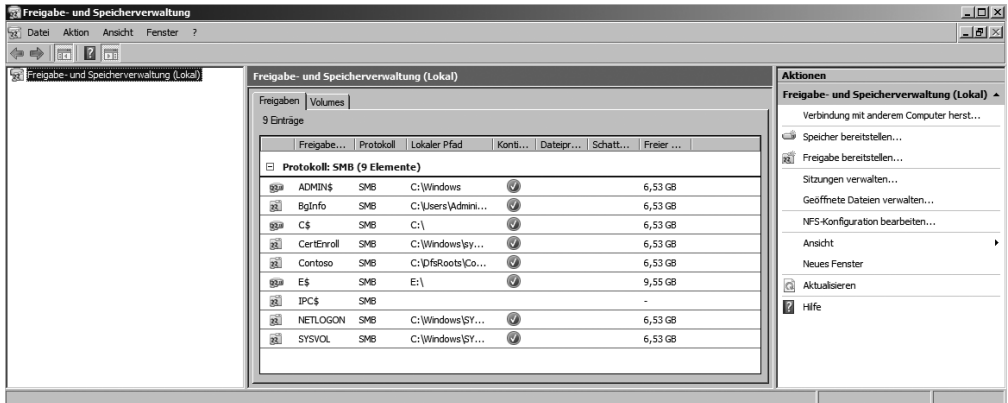 Freigabe- und Speicherverwaltung
Datei Aktion Ansicht Fenster ?
Freigabe- und Speicherverwaltung (Lokal)
Freigabe- und Speicherverwaltung (Lokal)
Freigaben Volumes
9 Einträge
Freigabe... Protokoll Lokaler Pfad Konti... Dateipr... Schatt... Freier ...
Protokoll: SMB (9 Elemente)
ADMIN$ SMB C:\Windows 6,53 GB
BgInfo SMB C:\Users\Admini... 6,53 GB
C$ SMB C:\ 6,53 GB
CertEnroll SMB C:\Windows\sy... 6,53 GB
Contoso SMB C:\DfsRoots\Co... 6,53 GB
E$ SMB E:\ 9,55 GB
IPC$ SMB -
NETLOGON SMB C:\Windows\SY... 6,53 GB
SYSVOL SMB C:\Windows\SY... 6,53 GB
Aktionen
Freigabe- und Speicherverwaltung (Lokal)
Verbindung mit anderem Computer herst...
Speicher bereitstellen...
Freigabe bereitstellen...
Sitzungen verwalten...
Geöffnete Dateien verwalten...
NFS-Konfiguration bearbeiten...
Ansicht
Neues Fenster
Aktualisieren
Hilfe